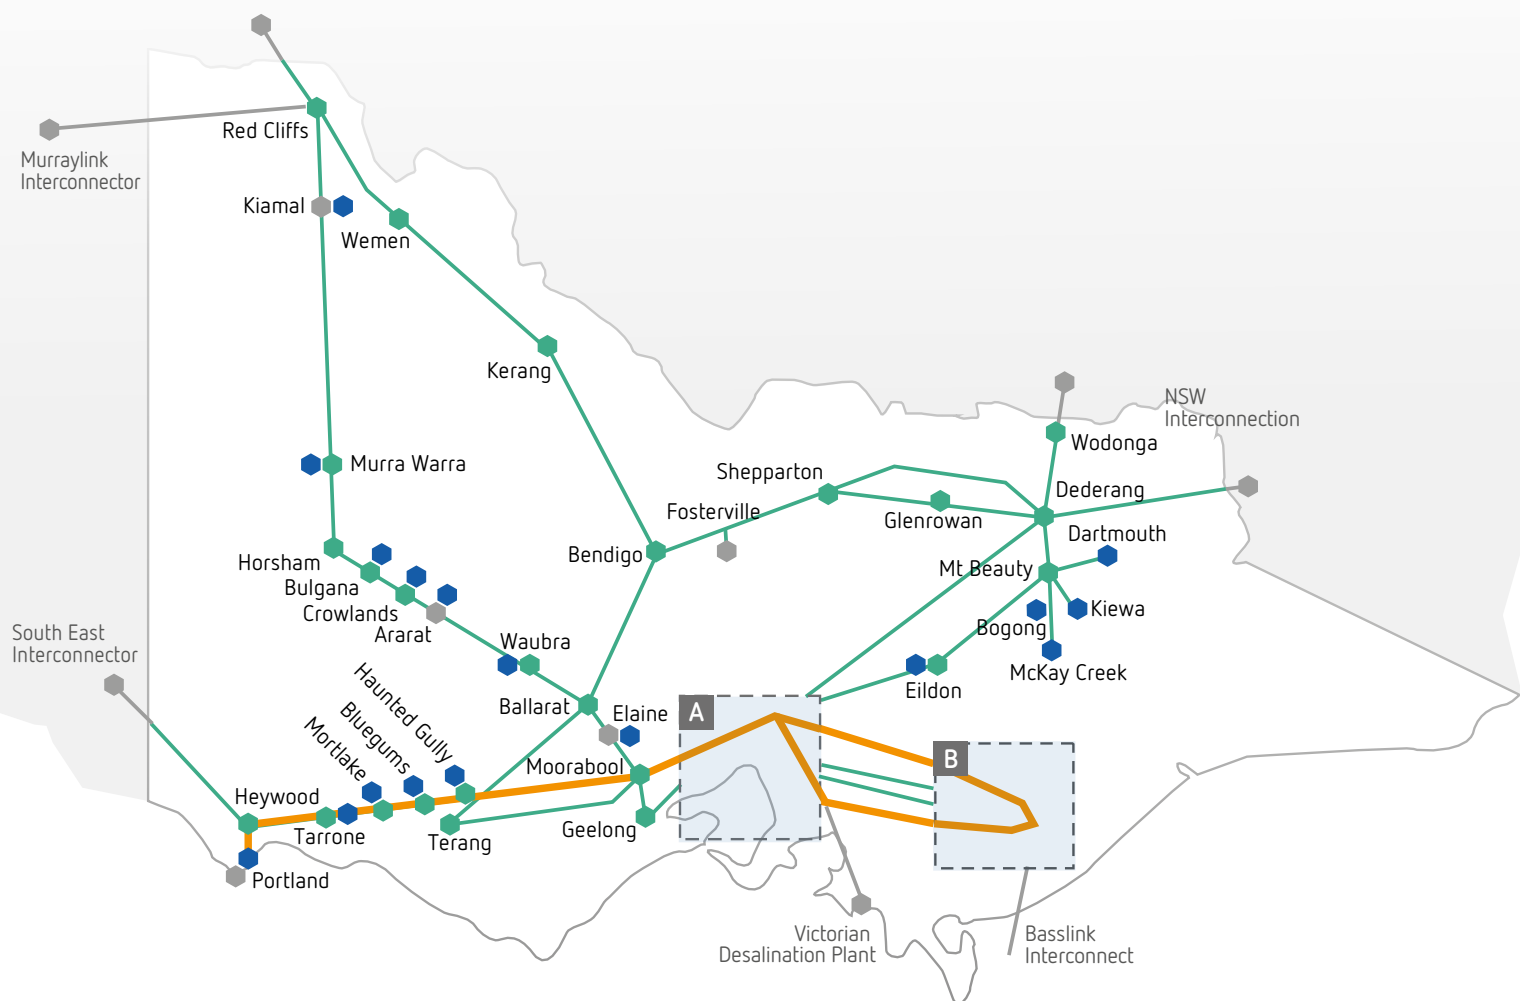 Red Cliffs
Murraylink
Interconnector
Kiamal
Wemen
Kerang
NSW
Interconnection
Wodonga
Murra Warra
Shepparton
Dederang
Fosterville
Glenrowan
Dartmouth
Horsham
Bendigo
Mt Beauty
Bulgana
Crowlands
Kiewa
Ararat
Bogong
South East
Interconnector
Waubra
McKay Creek
Eildon
Haunted Gully
Ballarat
Elaine
A
Bluegums
Mortlake
B
Moorabool
Heywood
Tarrone
Terang
Geelong
Portland
Victorian
Desalination Plant
Basslink
Interconnect